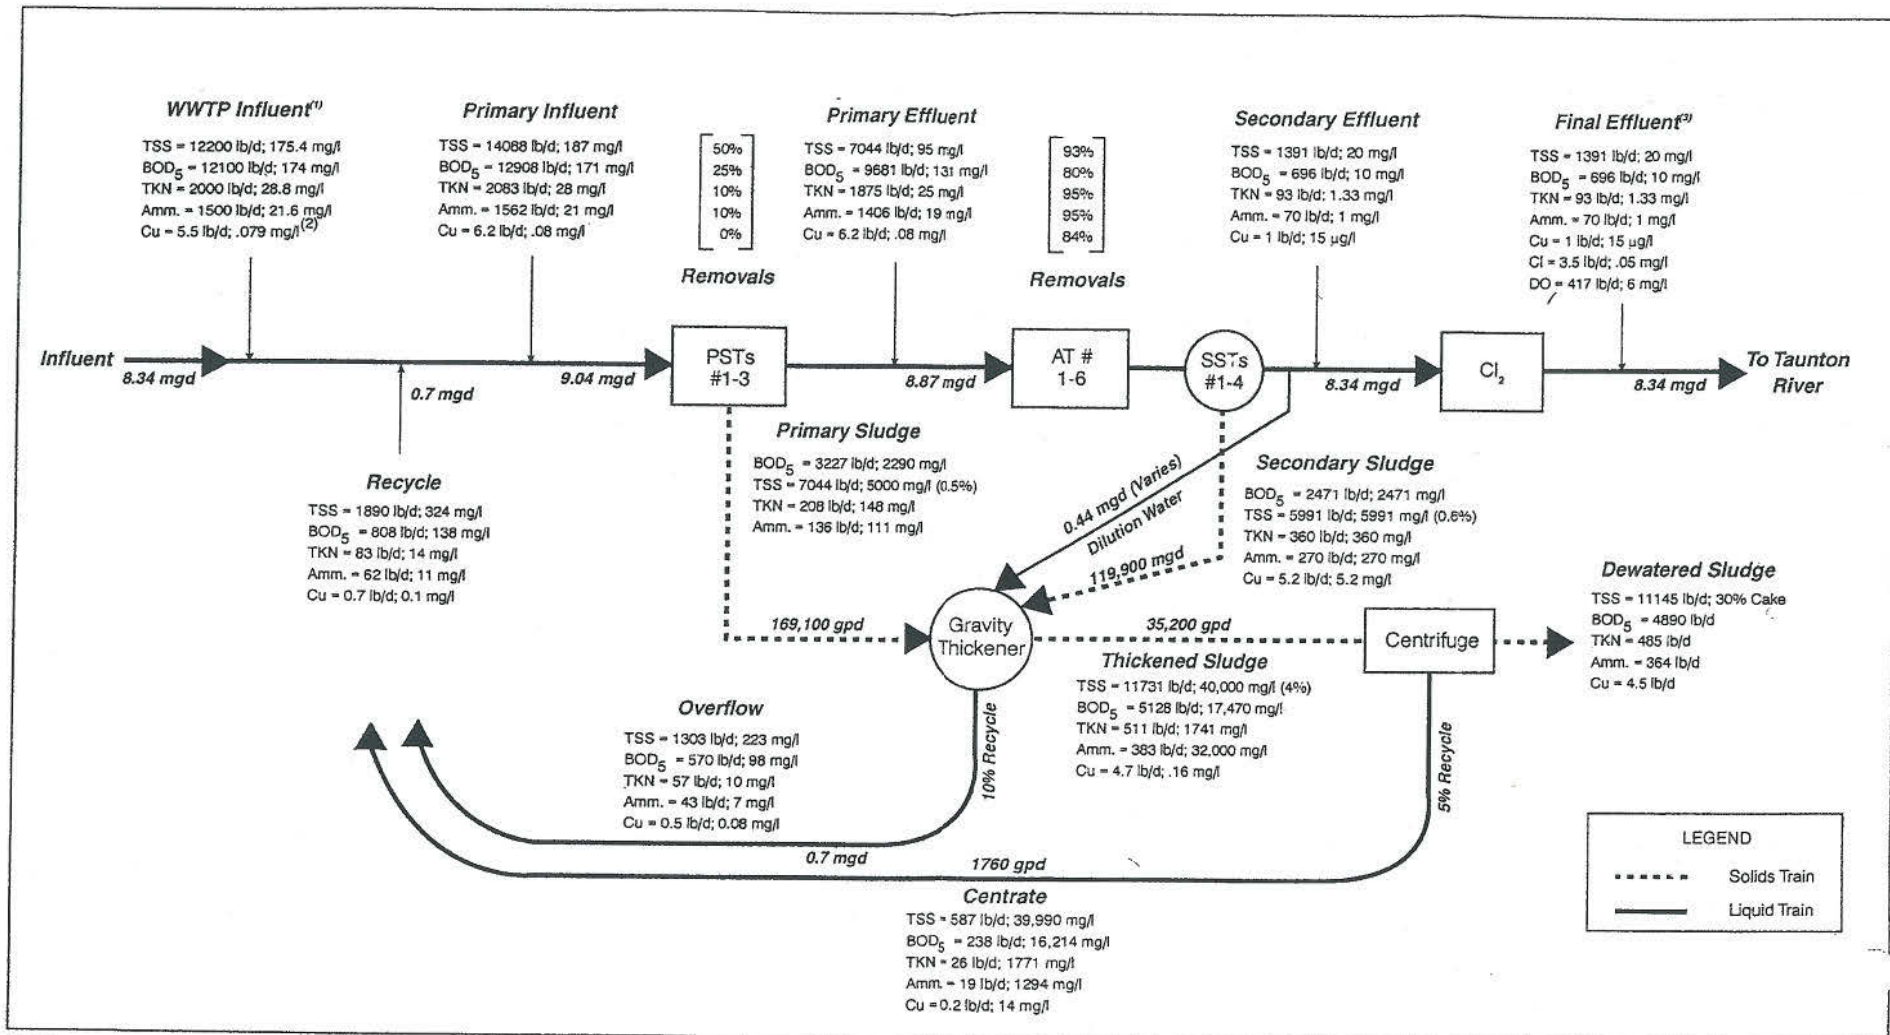 WWTP Influent(1)
TSS = 12200 lb/d; 175.4 mg/l
BOD5 = 12100 lb/d; 174 mg/l
TKN = 2000 lb/d; 28.8 mg/l
Amm. = 1500 lb/d; 21.6 mg/l
Cu = 5.5 lb/d; .079 mg/l(2)
Primary Influent
TSS = 14088 lb/d; 187 mg/l
BOD5 = 12908 lb/d; 171 mg/l
TKN = 2083 lb/d; 28 mg/l
Amm. = 1562 lb/d; 21 mg/l
Cu = 6.2 lb/d; .08 mg/l
50%
25%
10%
10%
0%
Removals
Primary Effluent
TSS = 7044 lb/d; 95 mg/l
BOD5 = 9681 lb/d; 131 mg/l
TKN = 1875 lb/d; 25 mg/l
Amm. = 1406 lb/d; 19 mg/l
Cu = 6.2 lb/d; .08 mg/l
93%
80%
95%
95%
84%
Removals
Secondary Effluent
TSS = 1391 lb/d; 20 mg/l
BOD5 = 696 lb/d; 10 mg/l
TKN = 93 lb/d; 1.33 mg/l
Amm. = 70 lb/d; 1 mg/l
Cu = 1 lb/d; 15 µg/l
Final Effluent(3)
TSS = 1391 lb/d; 20 mg/l
BOD5 = 696 lb/d; 10 mg/l
TKN = 93 lb/d; 1.33 mg/l
Amm. = 70 lb/d; 1 mg/l
Cu = 1 lb/d; 15 µg/l
Cl = 3.5 lb/d; .05 mg/l
DO = 417 lb/d; 6 mg/l
Influent
8.34 mgd
0.7 mgd
9.04 mgd
PSTs
#1-3
8.87 mgd
AT #
1-6
SSTs
#1-4
8.34 mgd
Cl2
8.34 mgd
To Taunton
River
Recycle
TSS = 1890 lb/d; 324 mg/l
BOD5 = 808 lb/d; 138 mg/l
TKN = 83 lb/d; 14 mg/l
Amm. = 62 lb/d; 11 mg/l
Cu = 0.7 lb/d; 0.1 mg/l
Primary Sludge
BOD5 = 3227 lb/d; 2290 mg/l
TSS = 7044 lb/d; 5000 mg/l (0.5%)
TKN = 208 lb/d; 148 mg/l
Amm. = 136 lb/d; 111 mg/l
0.44 mgd (Varies)
Dilution Water
119,900 mgd
Secondary Sludge
BOD5 = 2471 lb/d; 2471 mg/l
TSS = 5991 lb/d; 5991 mg/l (0.6%)
TKN = 360 lb/d; 360 mg/l
Amm. = 270 lb/d; 270 mg/l
Cu = 5.2 lb/d; 5.2 mg/l
169,100 gpd
Gravity
Thickener
35,200 gpd
Centrifuge
Dewatered Sludge
TSS = 11145 lb/d; 30% Cake
BOD5 = 4890 lb/d
TKN = 485 lb/d
Amm. = 364 lb/d
Cu = 4.5 lb/d
Thickened Sludge
TSS = 11731 lb/d; 40,000 mg/l (4%)
BOD5 = 5128 lb/d; 17,470 mg/l
TKN = 511 lb/d; 1741 mg/l
Amm. = 383 lb/d; 32,000 mg/l
Cu = 4.7 lb/d; .16 mg/l
Overflow
TSS = 1303 lb/d; 223 mg/l
BOD5 = 570 lb/d; 98 mg/l
TKN = 57 lb/d; 10 mg/l
Amm. = 43 lb/d; 7 mg/l
Cu = 0.5 lb/d; 0.08 mg/l
10% Recycle
5% Recycle
0.7 mgd
1760 gpd
Centrate
TSS = 587 lb/d; 39,990 mg/l
BOD5 = 238 lb/d; 16,214 mg/l
TKN = 26 lb/d; 1771 mg/l
Amm. = 19 lb/d; 1294 mg/l
Cu = 0.2 lb/d; 14 mg/l
LEGEND
Solids Train
Liquid Train